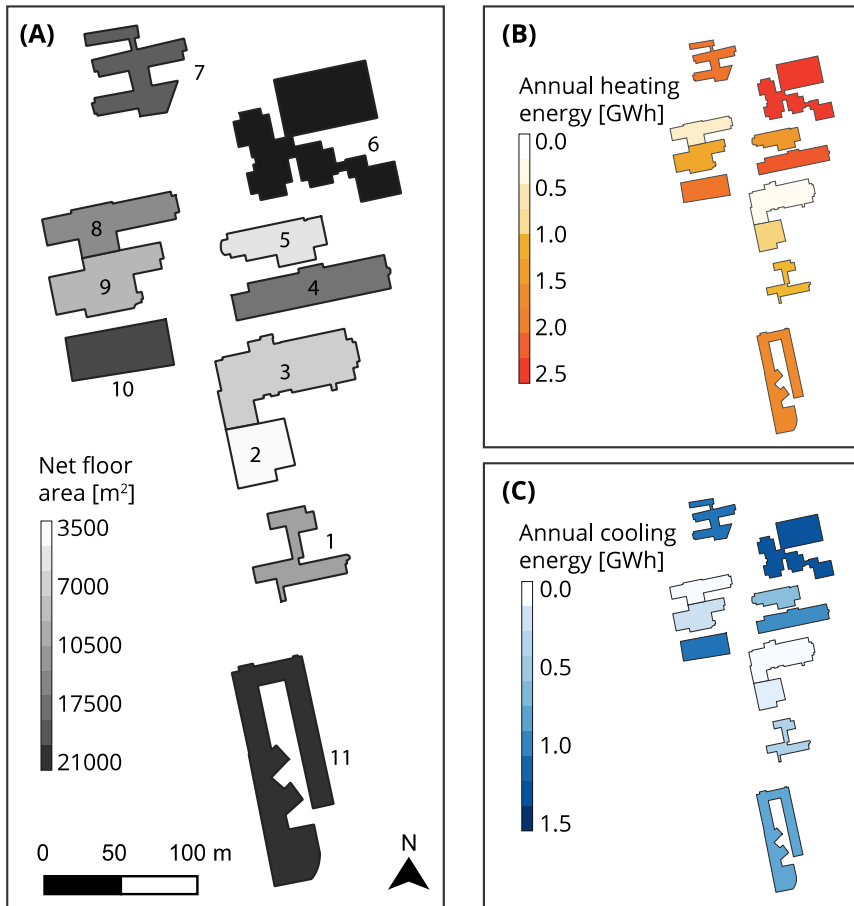 (A)
7
6
8
5
9
4
10
3
2
Net floor
area [m²]
3500
7000
10500
17500
21000
1
11
0 50 100 m
N
(B)
Annual heating
energy [GWh]
0.0
0.5
1.0
1.5
2.0
2.5
(C)
Annual cooling
energy [GWh]
0.0
0.5
1.0
1.5